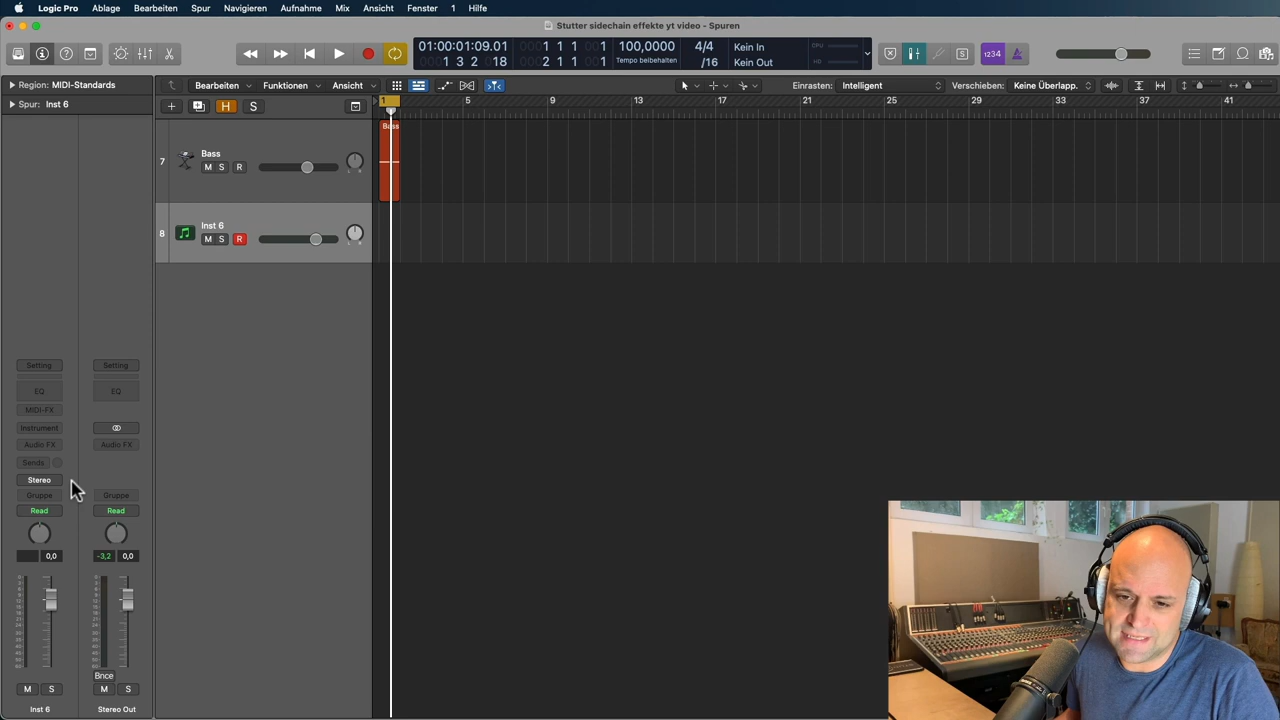 Logic Pro Ablage Bearbeiten Spur Navigieren Aufnahme Mix Ansicht Fenster 1 Hilfe
Stutter sidechain effekte yt video - Spuren
01:00:01:09.01 1 1 1 1 100,0000 4/4 Kein In CPU
1 3 2 018 2 1 1 1 Tempo beibehalten /16 Kein Out HD
1234
Region: MIDI-Standards Bearbeiten Funktionen Ansicht Einrasten: Intelligent Verschieben: Keine Überlapp.
Spur: Inst 6 H S 1 5 9 13 17 21 25 29 33 37 41
Bass
7 Bass
M S R L R
8 Inst 6
M S R
Setting Setting
EQ EQ
MIDI-FX
Instrument
Audio FX Audio FX
Sends
Stereo
Gruppe Gruppe
Read Read
0,0 -3,2 0,0
Bnce
M S M S
Inst 6 Stereo Out